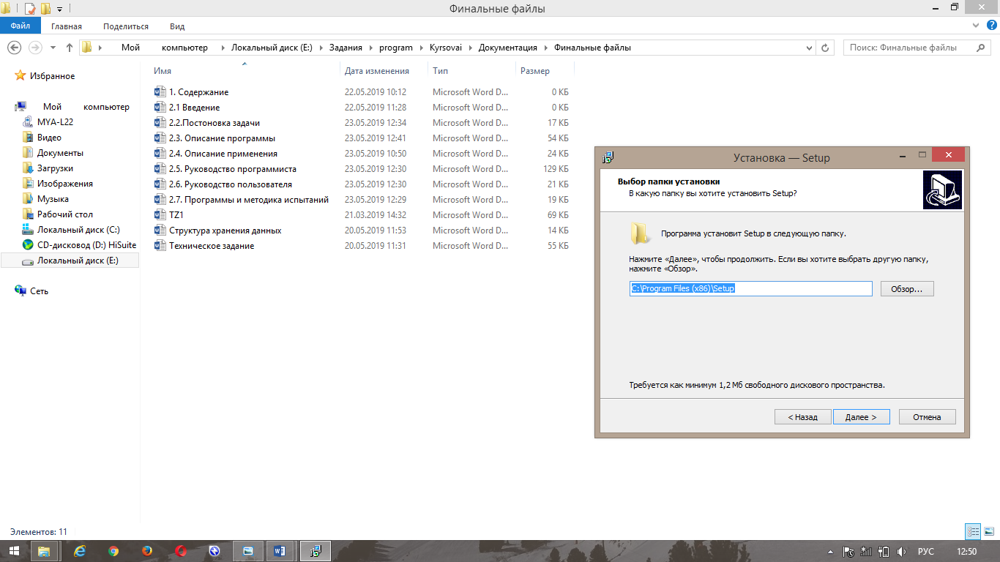 Финальные файлы
Файл Главная Поделиться Вид
Мой компьютер Локальный диск (E:) Задания program Kyrsovai Документация Финальные файлы
Поиск: Финальные файлы
Избранное
Мой компьютер
MYA-L22
Видео
Документы
Загрузки
Изображения
Музыка
Рабочий стол
Локальный диск (C:)
CD-дисковод (D:) HiSuite
Локальный диск (E:)
Сеть
Имя Дата изменения Тип Размер
1. Содержание 22.05.2019 10:12 Microsoft Word D... 0 КБ
2.1 Введение 22.05.2019 11:28 Microsoft Word D... 0 КБ
2.2.Постоновка задачи 23.05.2019 12:34 Microsoft Word D... 17 КБ
2.3. Описание программы 23.05.2019 12:41 Microsoft Word D... 54 КБ
2.4. Описание применения 23.05.2019 10:50 Microsoft Word D... 24 КБ
2.5. Руководство программиста 23.05.2019 12:30 Microsoft Word D... 129 КБ
2.6. Руководство пользователя 23.05.2019 12:30 Microsoft Word D... 21 КБ
2.7. Программы и методика испытаний 23.05.2019 12:29 Microsoft Word D... 19 КБ
TZ1 21.03.2019 14:32 Microsoft Word D... 69 КБ
Структура хранения данных 20.05.2019 11:53 Microsoft Word D... 14 КБ
Техническое задание 20.05.2019 11:31 Microsoft Word D... 55 КБ
Установка — Setup
Выбор папки установки
В какую папку вы хотите установить Setup?
Программа установит Setup в следующую папку.
Нажмите «Далее», чтобы продолжить. Если вы хотите выбрать другую папку,
нажмите «Обзор».
C:\Program Files (x86)\Setup
Обзор...
Требуется как минимум 1,2 Мб свободного дискового пространства.
< Назад Далее > Отмена
Элементов: 11
РУС 12:50